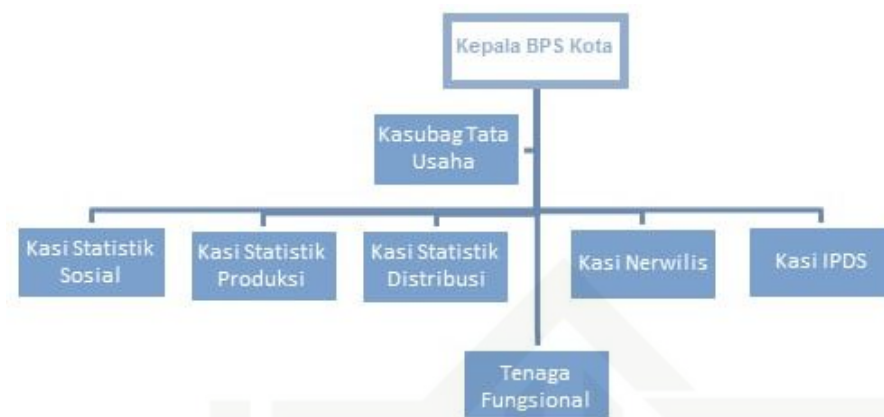 Kepala BPS Kota
Kasubag Tata
Usaha
Kasi Statistik
Sosial
Kasi Statistik
Produksi
Kasi Statistik
Distribusi
Kasi Nerwilis
Kasi IPDS
Tenaga
Fungsional